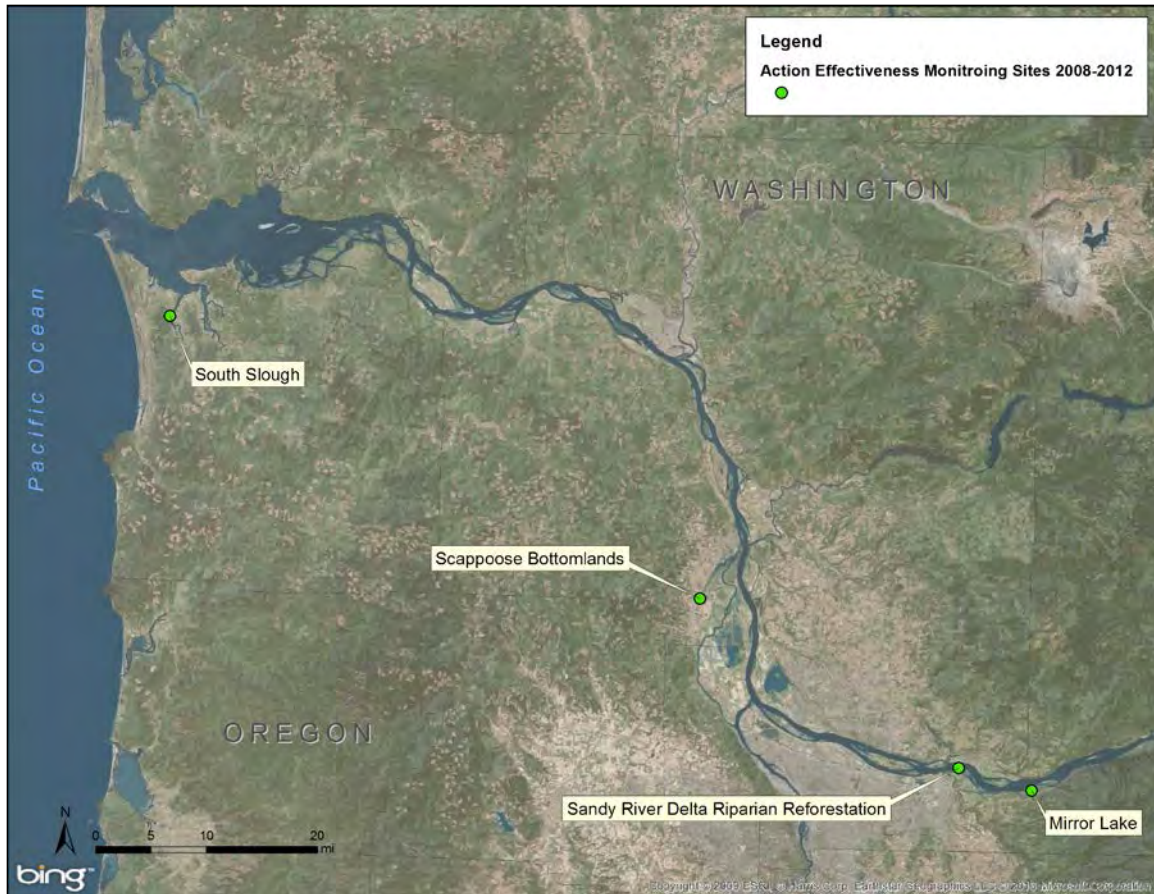 Legend
Action Effectiveness Monitroing Sites 2008-2012
WASHINGTON
Pacific Ocean
South Slough
Scappoose Bottomlands
OREGON
Sandy River Delta Riparian Reforestation
Mirror Lake
N
0 5 10 20
mi
bing™